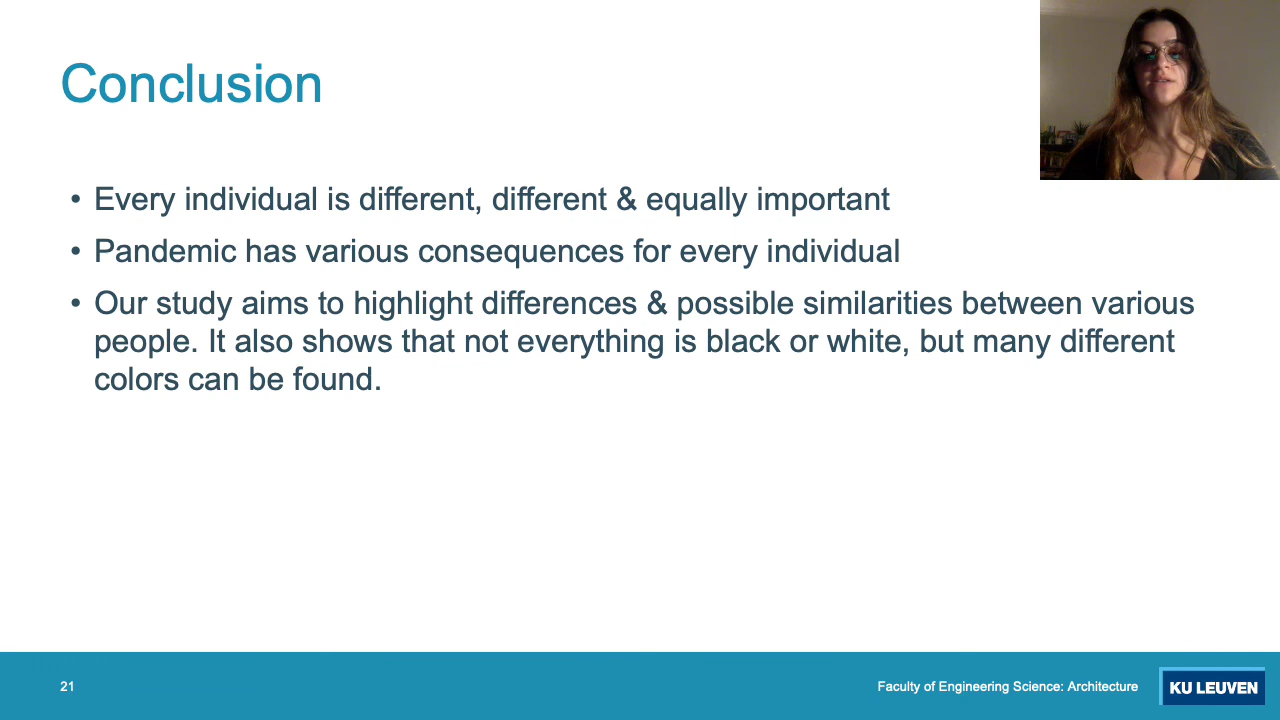 Conclusion
• Every individual is different, different & equally important
• Pandemic has various consequences for every individual
• Our study aims to highlight differences & possible similarities between various
people. It also shows that not everything is black or white, but many different
colors can be found.
21
Faculty of Engineering Science: Architecture
KU LEUVEN